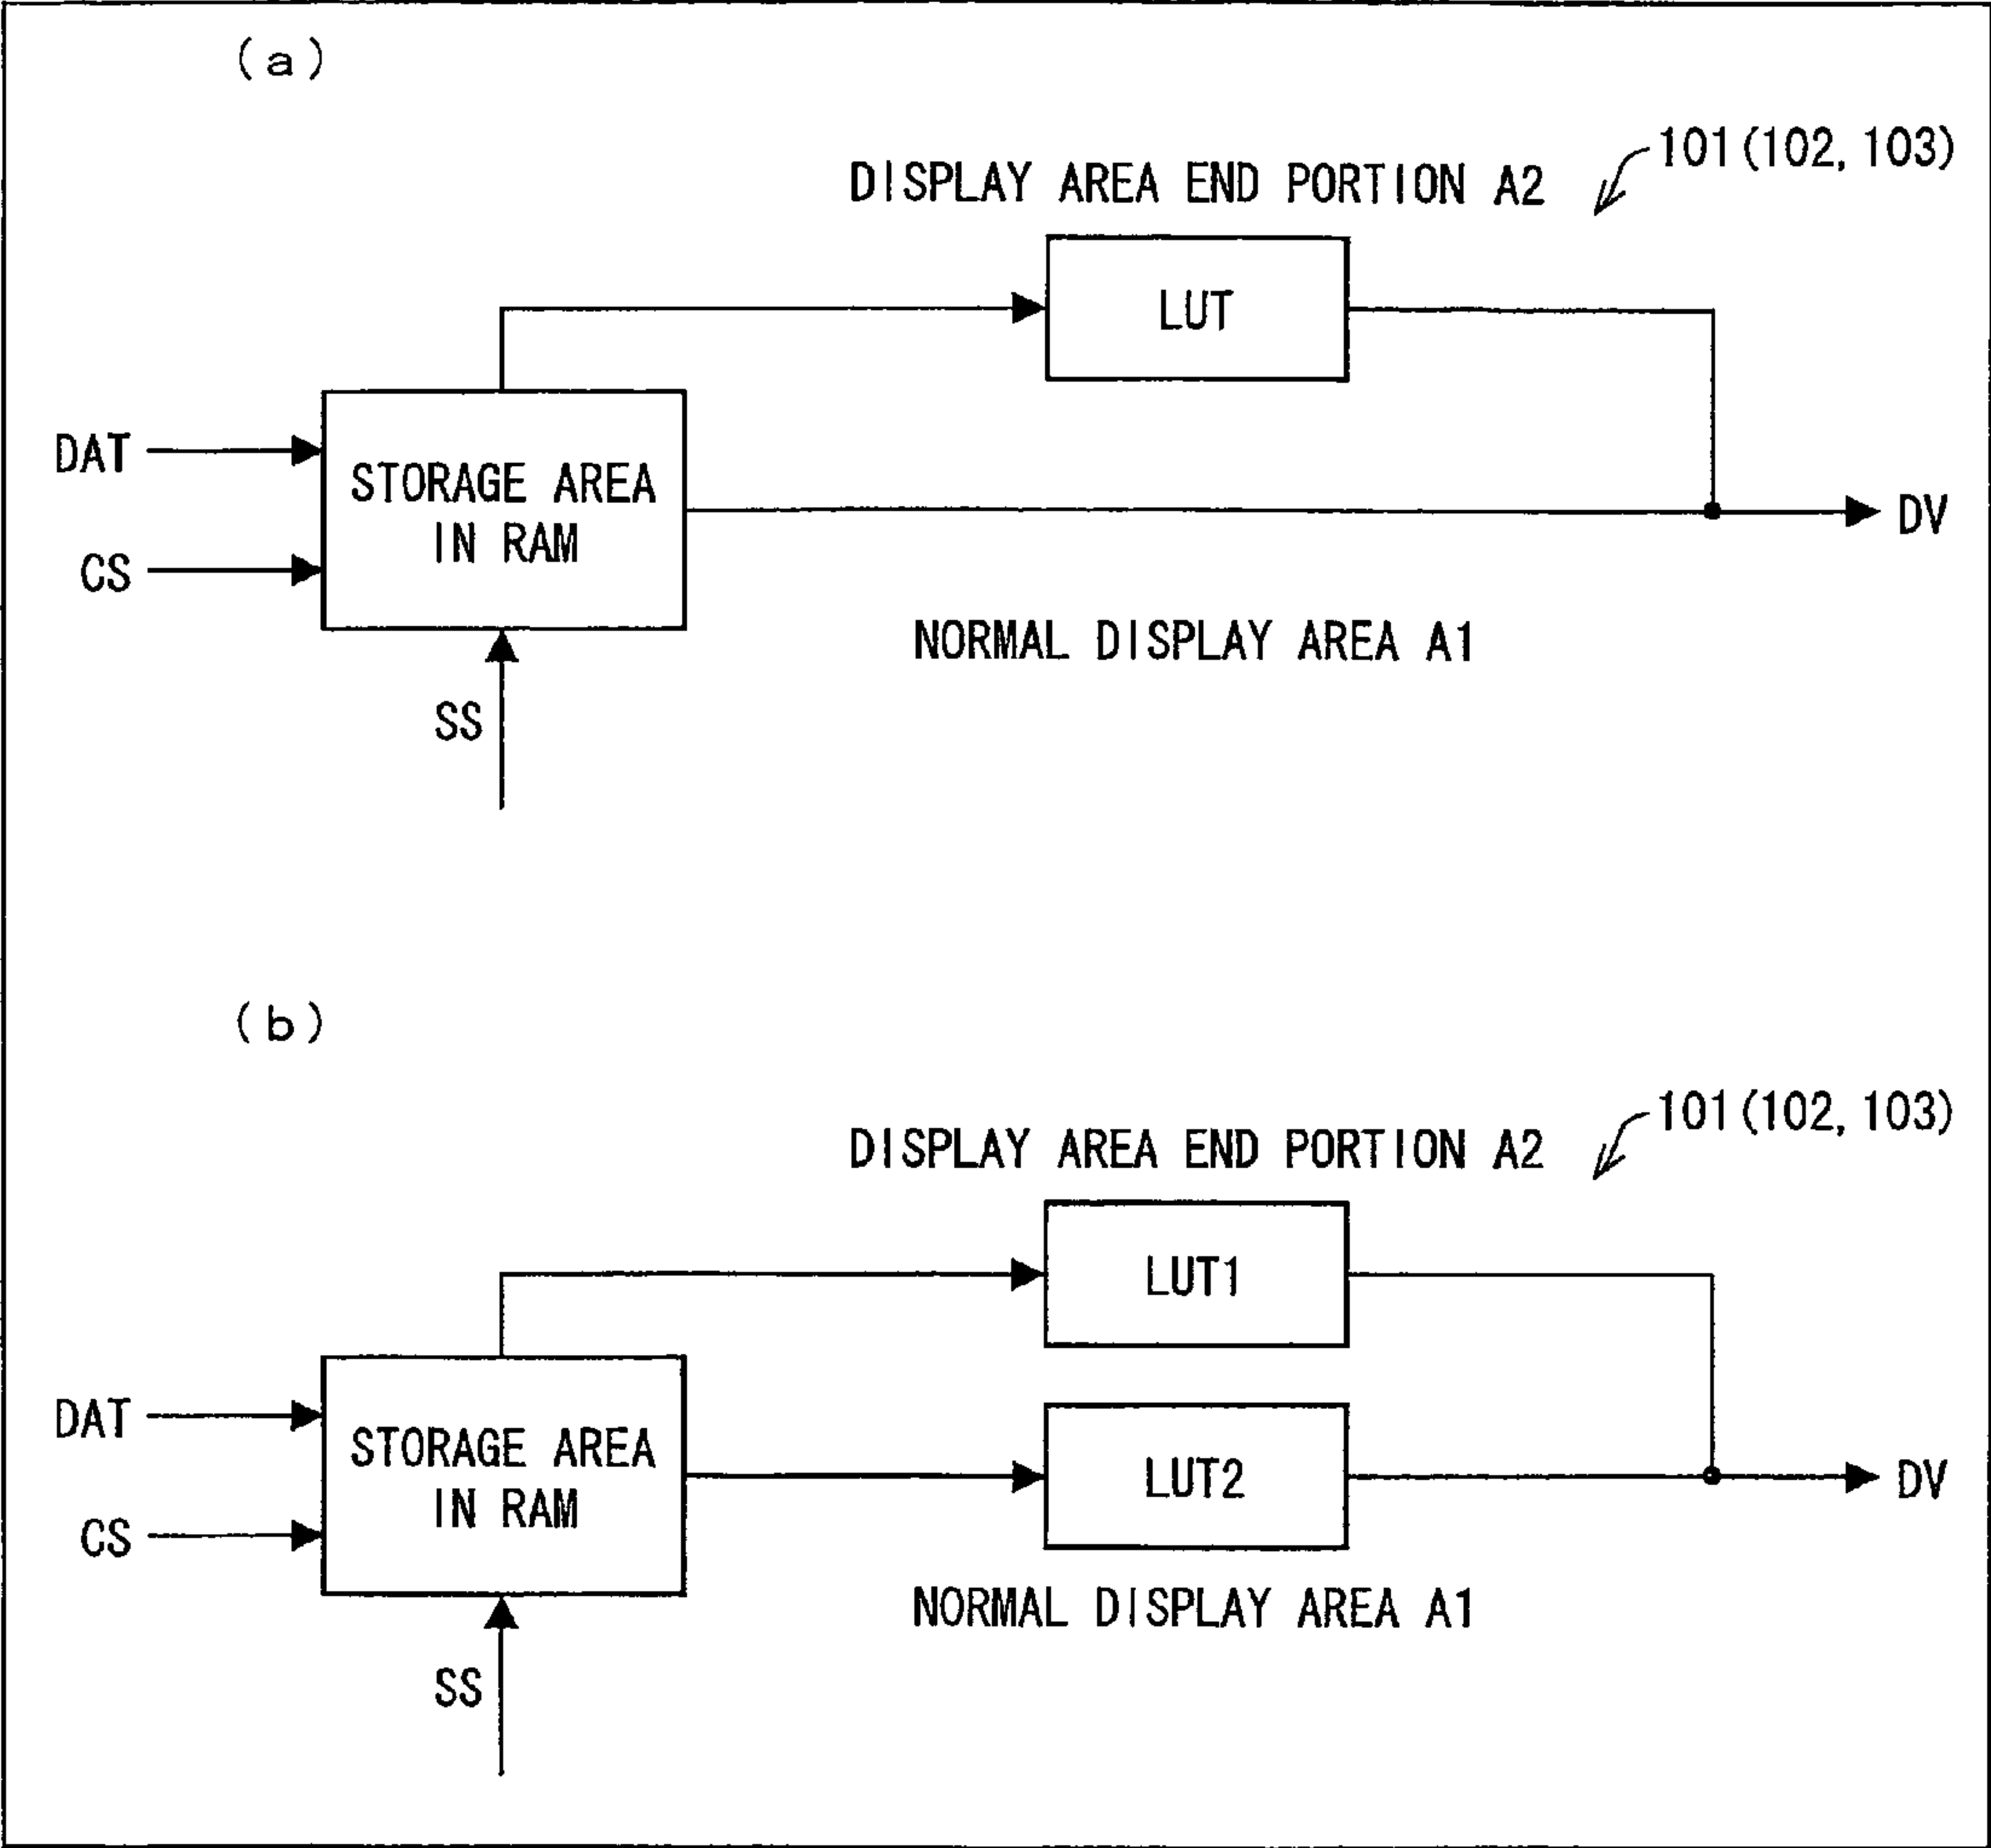 (a)
101(102, 103)
DISPLAY AREA END PORTION A2
LUT
DAT
STORAGE AREA
IN RAM
DV
CS
NORMAL DISPLAY AREA A1
SS
(b)
101(102, 103)
DISPLAY AREA END PORTION A2
LUT1
DAT
STORAGE AREA
IN RAM
LUT2
DV
CS
NORMAL DISPLAY AREA A1
SS